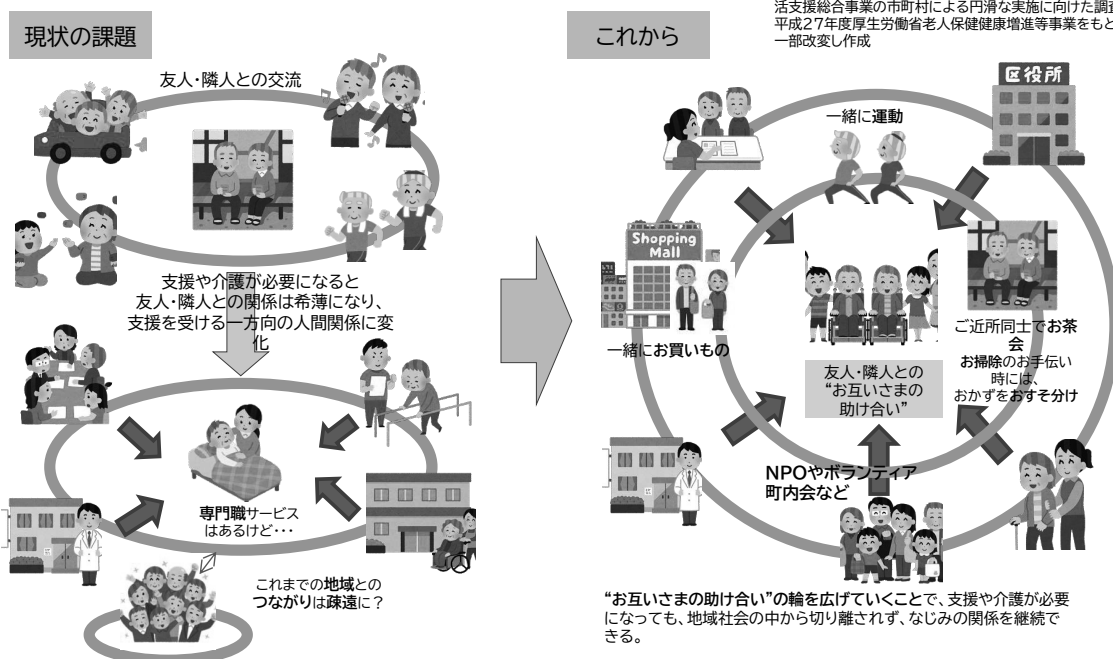 現状の課題
友人・隣人との交流
支援や介護が必要になると
友人・隣人との関係は希薄になり、
支援を受ける一方向の人間関係に変
化
専門職サービス
はあるけど・・・
これまでの地域との
つながりは疎遠に？
これから
活支援総合事業の市町村による円滑な実施に向けた調査
平成２７年度厚生労働省老人保健健康増進等事業をもと
一部改変し作成
区役所
一緒に運動
Shopping
Mall
一緒にお買いもの
ご近所同士でお茶
会
お掃除のお手伝い
時には、
おかずをおすそ分け
友人・隣人との
“お互いさまの
助け合い”
NPOやボランティア
町内会など
“お互いさまの助け合い”の輪を広げていくことで、支援や介護が必要
になっても、地域社会の中から切り離されず、なじみの関係を継続で
きる。